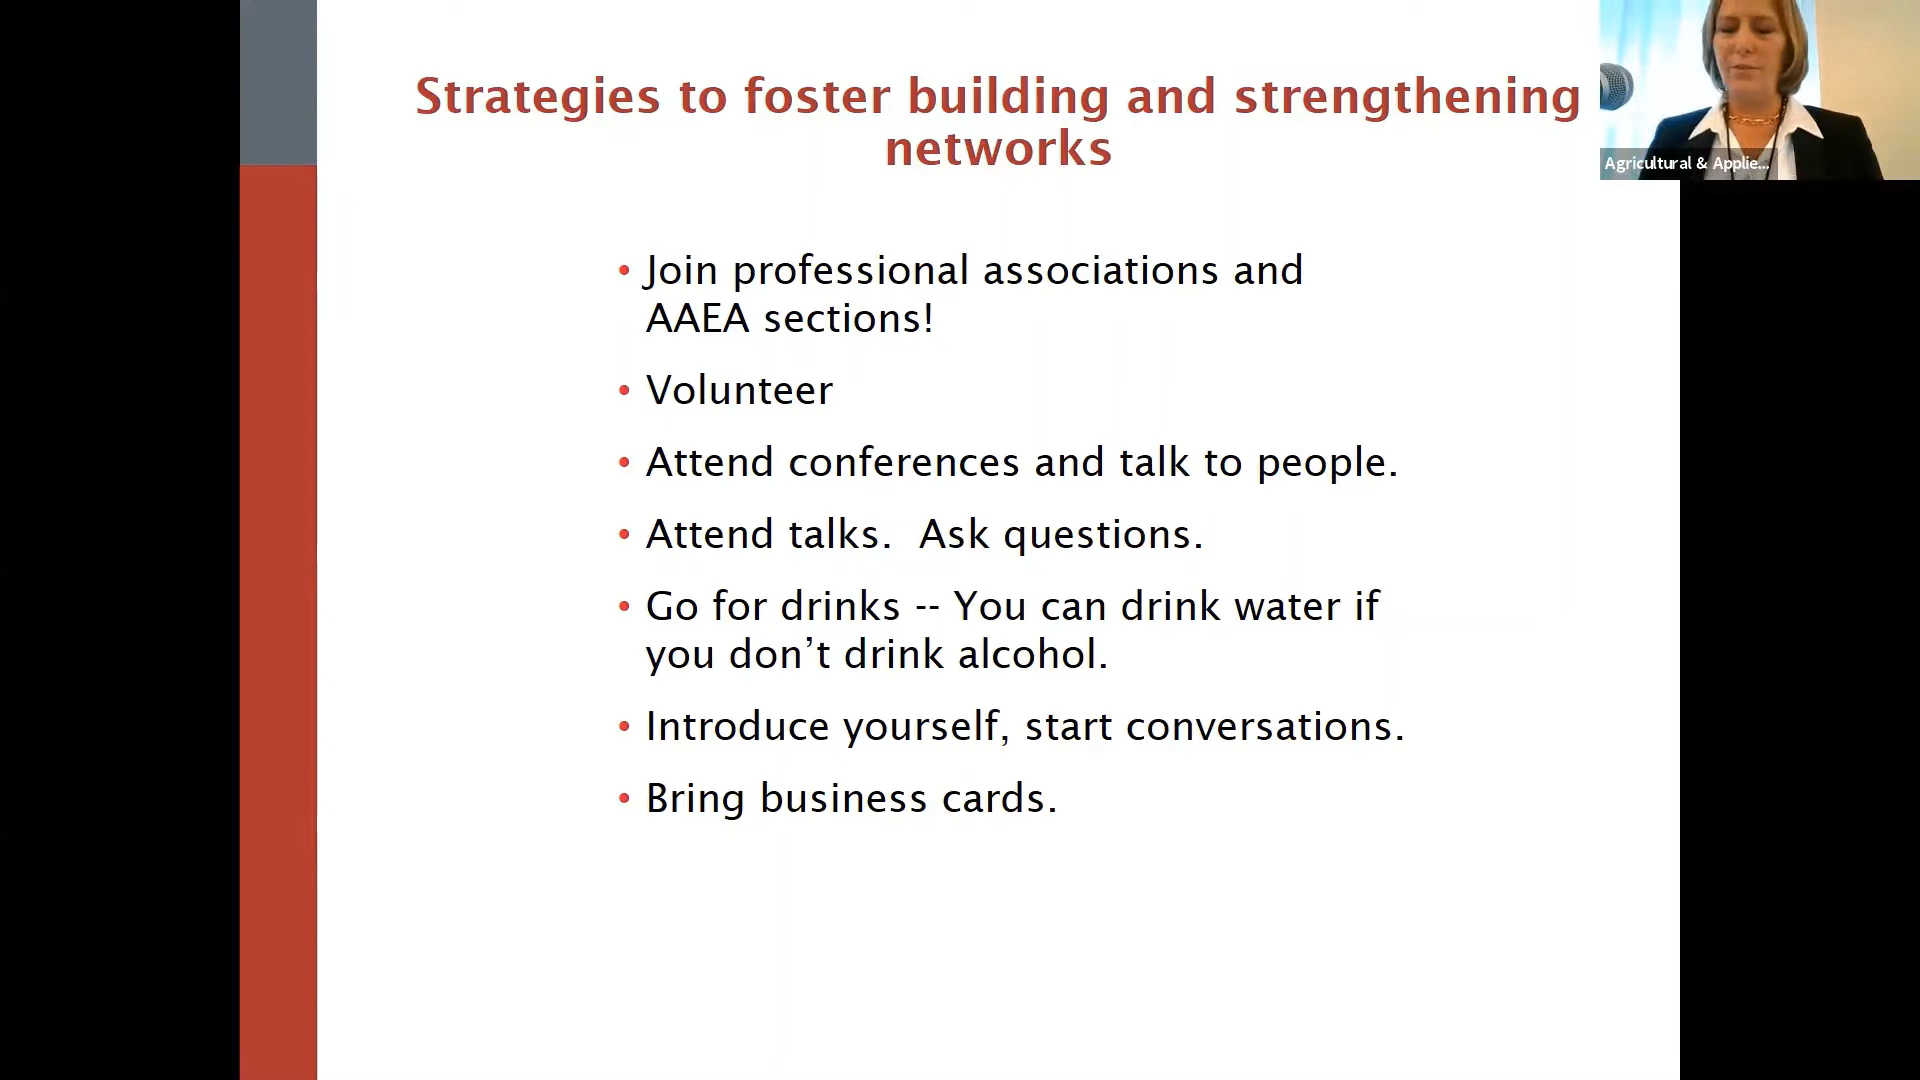 Strategies to foster building and strengthening
networks
Agricultural & Applie...
• Join professional associations and
AAEA sections!
• Volunteer
• Attend conferences and talk to people.
• Attend talks.  Ask questions.
• Go for drinks -- You can drink water if
you don’t drink alcohol.
• Introduce yourself, start conversations.
• Bring business cards.